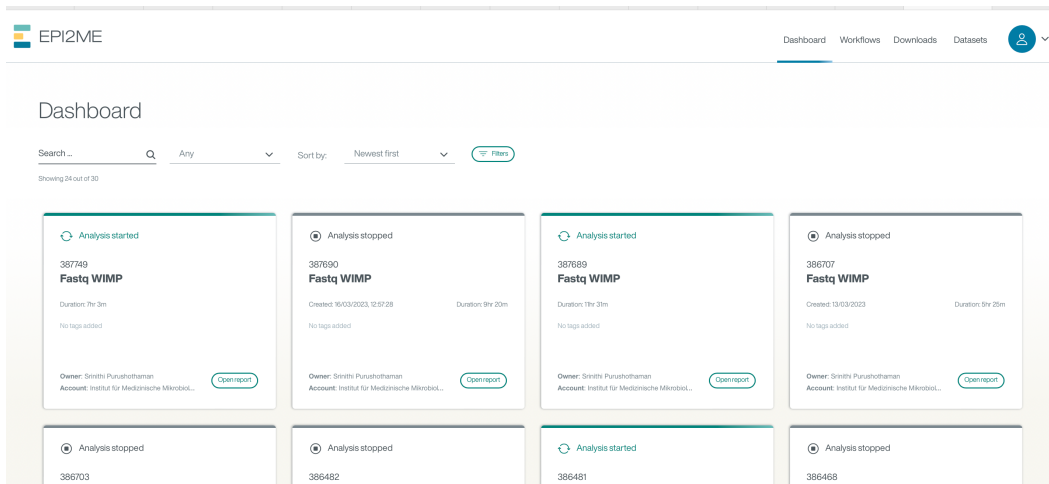 EPI2ME
Dashboard Workflows Downloads Datasets
Dashboard
Search ... Any Sort by: Newest first Filters
Showing 24 out of 30
Analysis started
387749
Fastq WIMP
Duration: 7hr 3m
No tags added
Owner: Srinithi Purushothaman
Account: Institut für Medizinische Mikrobiol...
Open report
Analysis stopped
387690
Fastq WIMP
Created: 16/03/2023, 12:57:28 Duration: 9hr 20m
No tags added
Owner: Srinithi Purushothaman
Account: Institut für Medizinische Mikrobiol...
Open report
Analysis started
387689
Fastq WIMP
Duration: 11hr 31m
No tags added
Owner: Srinithi Purushothaman
Account: Institut für Medizinische Mikrobiol...
Open report
Analysis stopped
386707
Fastq WIMP
Created: 13/03/2023 Duration: 5hr 25m
No tags added
Owner: Srinithi Purushothaman
Account: Institut für Medizinische Mikrobiol...
Open report
Analysis stopped
386703
Analysis stopped
386482
Analysis started
386481
Analysis stopped
386468